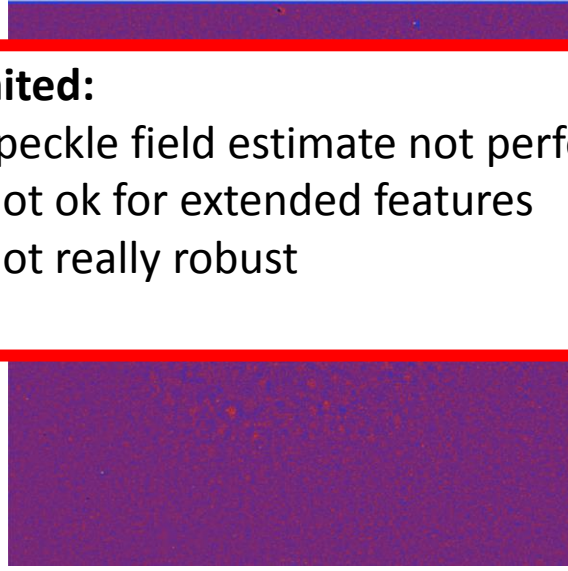 ited:
peckle field estimate not perf
ot ok for extended features
ot really robust